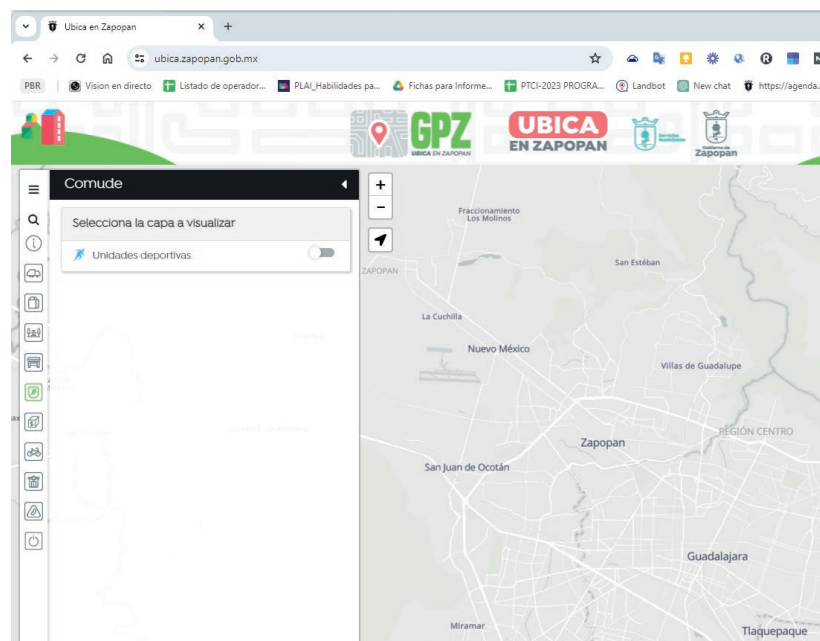 Ubica en Zapopan
ubica.zapopan.gob.mx
PBR
Vision en directo
Listado de operador...
PLAI_Habilidades pa...
Fichas para Informe...
PTCI-2023 PROGRA...
Landbot
New chat
https://agenda.
GPZ
UBICA EN ZAPOPAN
UBICA
EN ZAPOPAN
Gobierno de
Zapopan
Comude
Selecciona la capa a visualizar
Unidades deportivas
+
−
Fraccionamiento
Los Molinos
San Estéban
ZAPOPAN
La Cuchilla
Nuevo México
Villas de Guadalupe
REGIÓN CENTRO
Zapopan
San Juan de Ocotán
Guadalajara
Miramar
Tlaquepaque